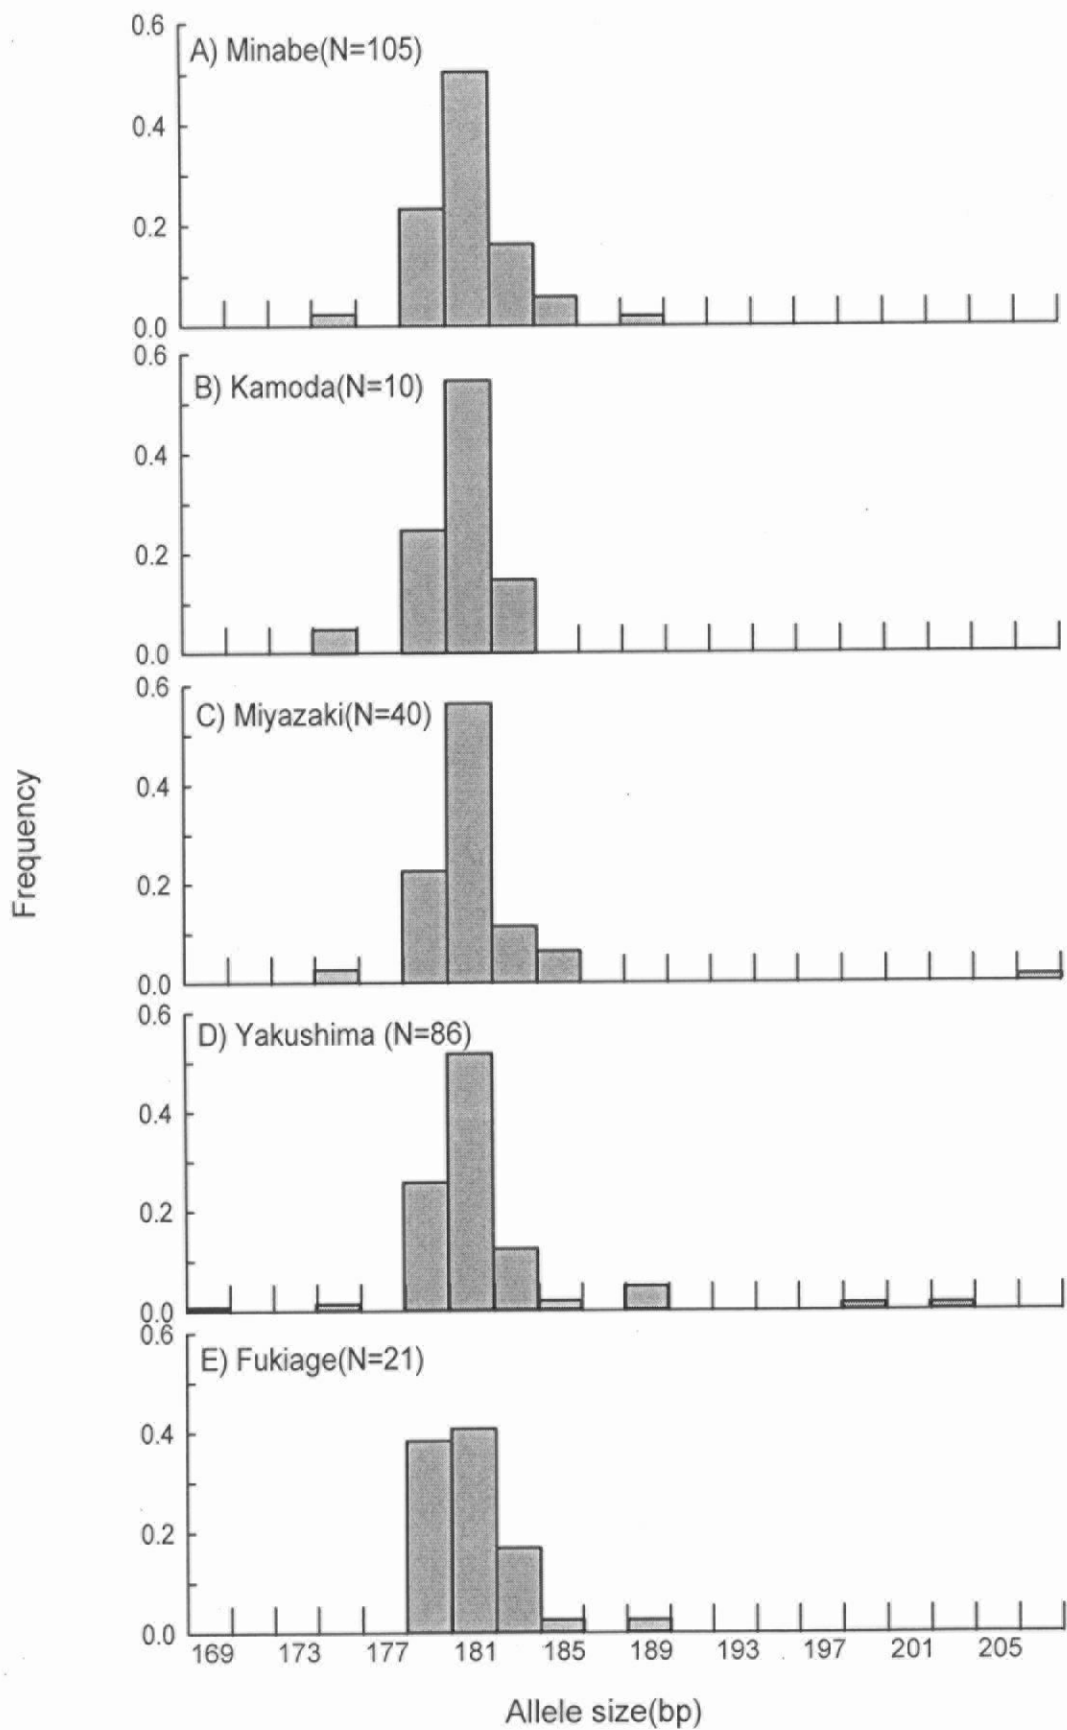 0.6
A) Minabe(N=105)
0.4
0.2
0.0
0.6
B) Kamoda(N=10)
0.4
0.2
0.0
0.6
C) Miyazaki(N=40)
0.4
0.2
0.0
0.6
D) Yakushima (N=86)
0.4
0.2
0.0
0.6
E) Fukiage(N=21)
0.4
0.2
0.0
169 173 177 181 185 189 193 197 201 205
Frequency
Allele size(bp)